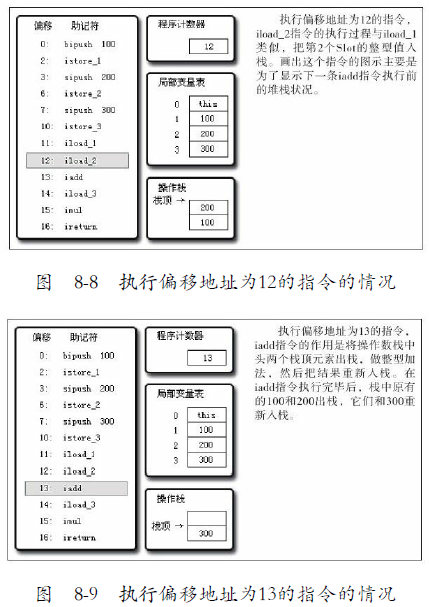 偏移 助记符
0: bipush 100
2: istore_1
3: sipush 200
6: istore_2
7: sipush 300
10: istore_3
11: iload_1
12: iload_2
13: iadd
14: iload_3
15: imul
16: ireturn
程序计数器
12
局部变量表
0 this
1 100
2 200
3 300
操作栈
栈顶 → 200
100
执行偏移地址为12的指令,
iload_2指令的执行过程与iload_1
类似,把第2个Slot的整型值入
栈。画出这个指令的图示主要是
为了显示下一条iadd指令执行前
的堆栈状况。
图 8-8 执行偏移地址为12的指令的情况
偏移 助记符
0: bipush 100
2: istore_1
3: sipush 200
6: istore_2
7: sipush 300
10: istore_3
11: iload_1
12: iload_2
13: iadd
14: iload_3
15: imul
16: ireturn
程序计数器
13
局部变量表
0 this
1 100
2 200
3 300
操作栈
栈顶 →
300
执行偏移地址为13的指令,
iadd指令的作用是将操作数栈中
头两个栈顶元素出栈,做整型加
法,然后把结果重新入栈。在
iadd指令执行完毕后,栈中原有
的100和200出栈,它们和300重
新入栈。
图 8-9 执行偏移地址为13的指令的情况